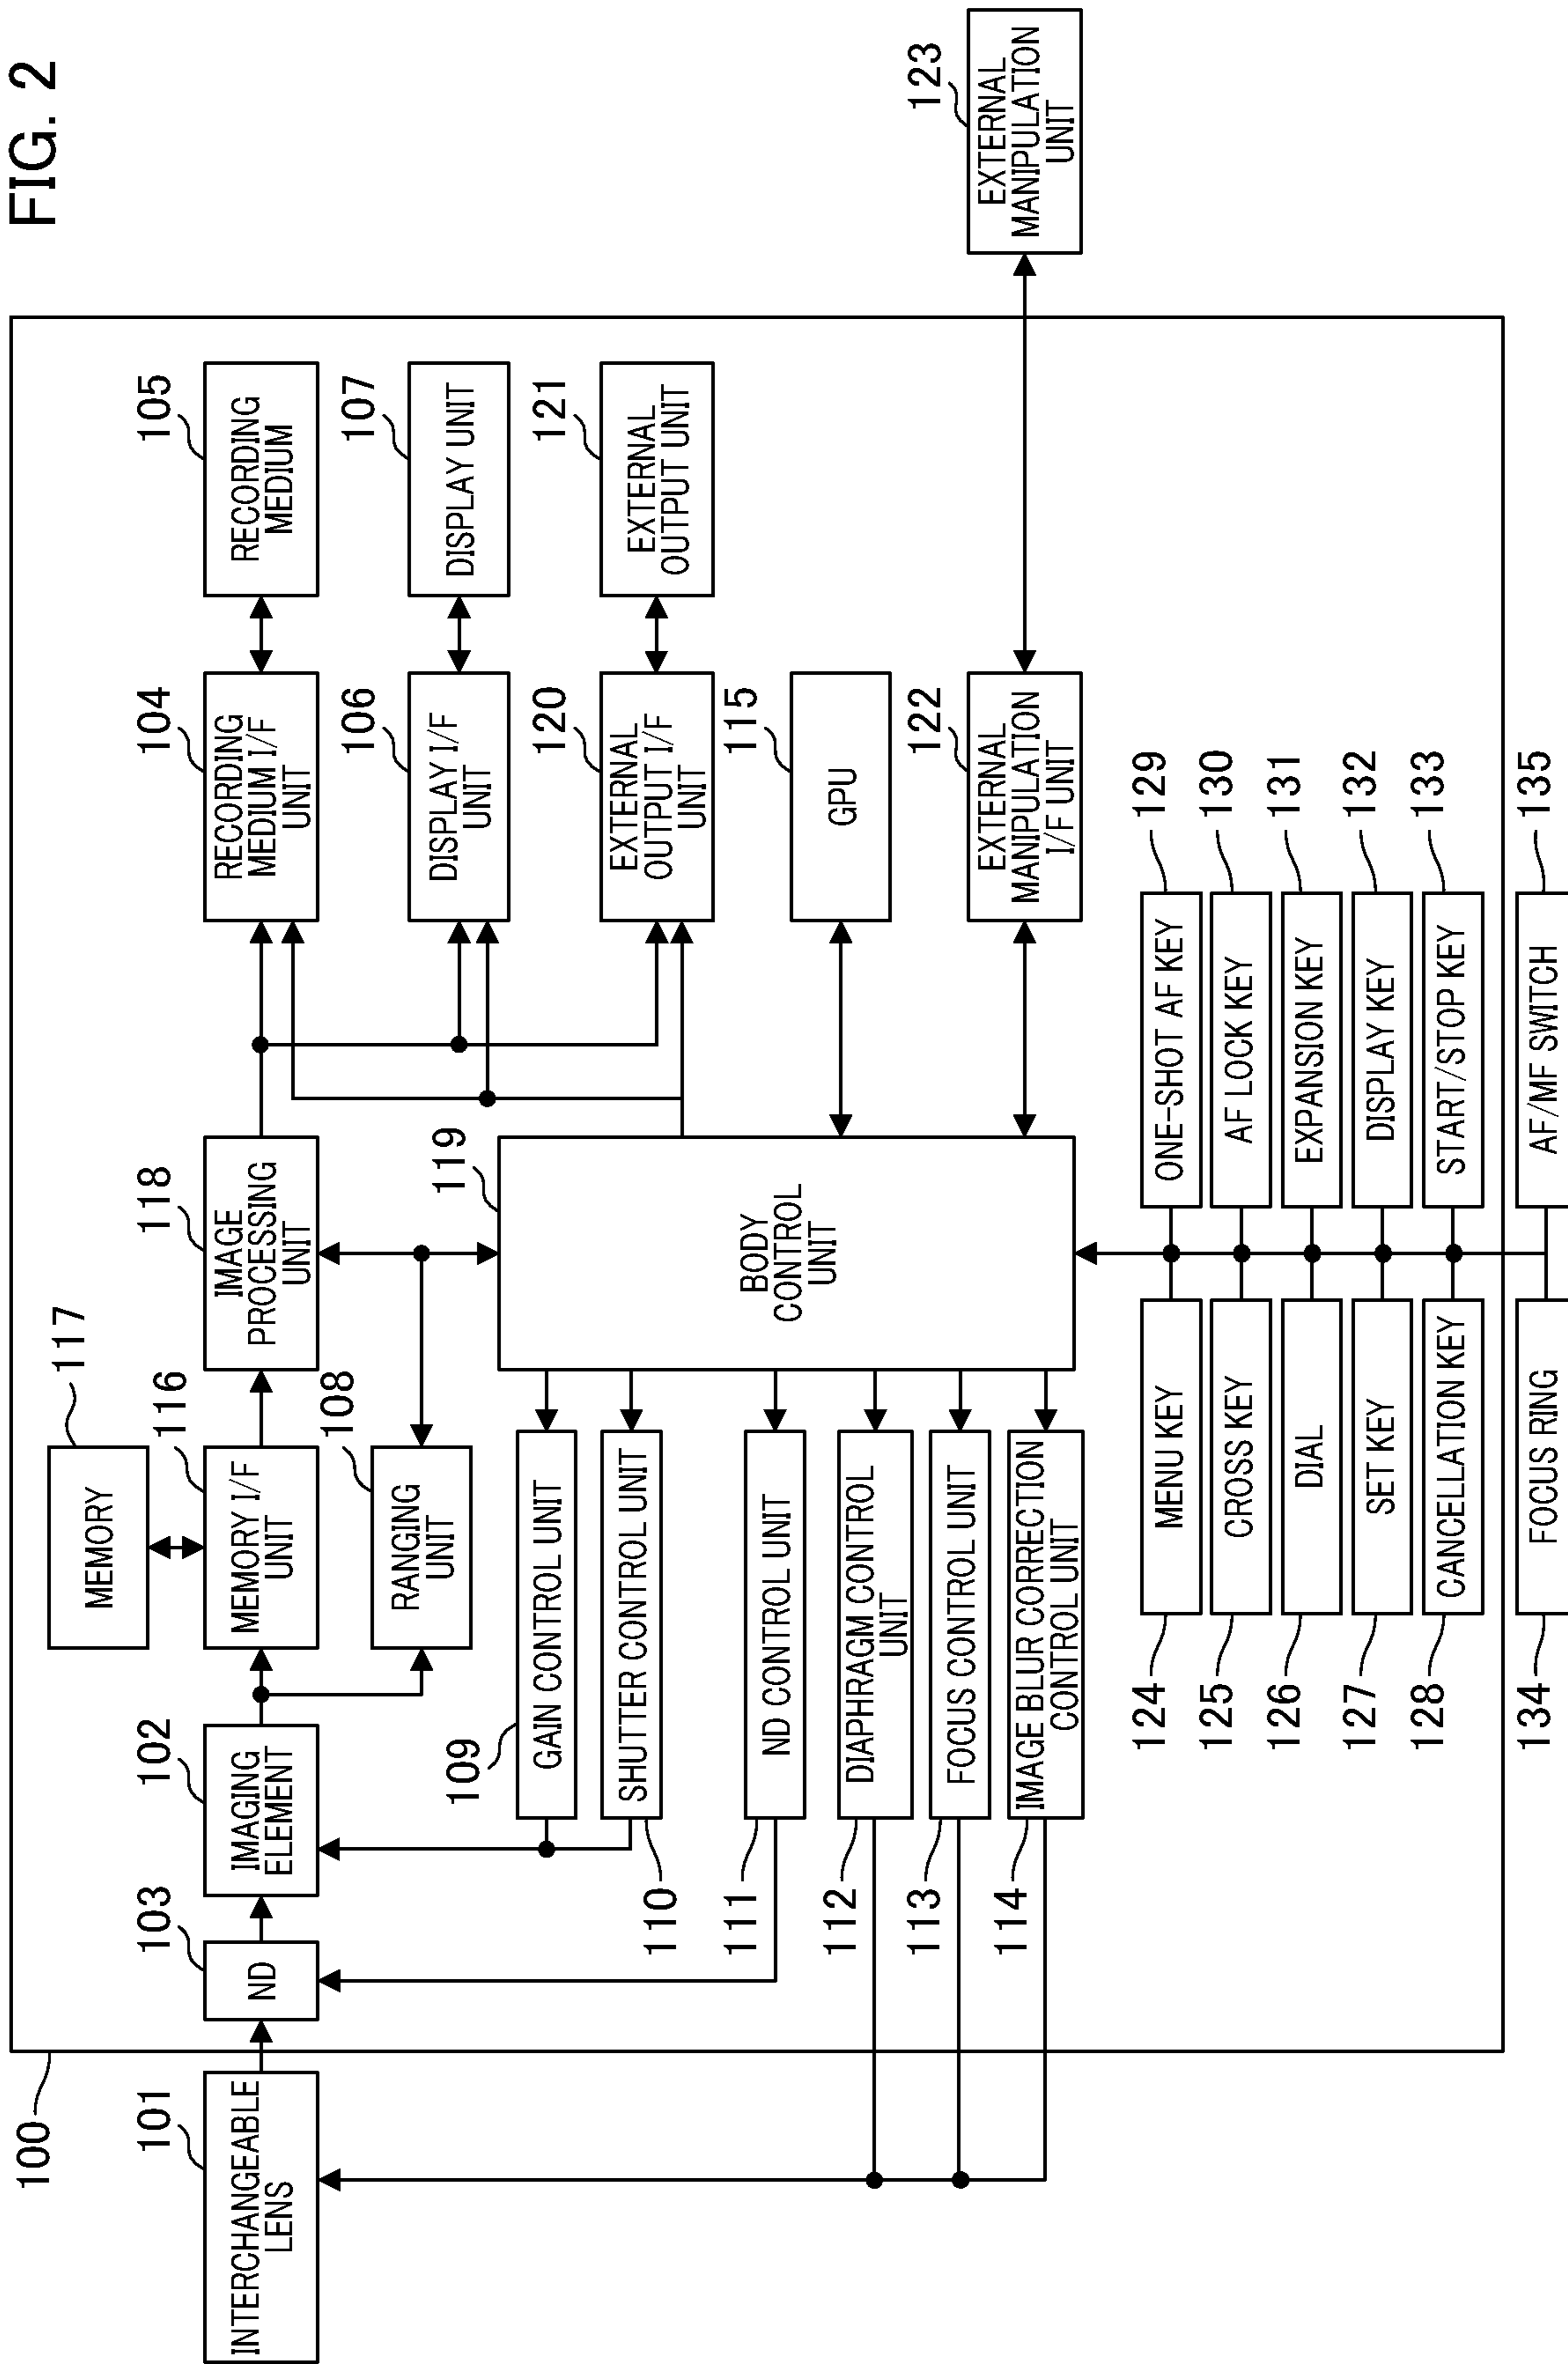 FIG. 2
100
101
INTERCHANGEABLE
LENS
103
ND
102
IMAGING
ELEMENT
117
MEMORY
116
MEMORY I/F
UNIT
118
IMAGE
PROCESSING
UNIT
104
RECORDING
MEDIUM I/F
UNIT
105
RECORDING
MEDIUM
108
RANGING
UNIT
106
DISPLAY I/F
UNIT
107
DISPLAY UNIT
109
GAIN CONTROL UNIT
110
SHUTTER CONTROL UNIT
119
BODY
CONTROL
UNIT
120
EXTERNAL
OUTPUT I/F
UNIT
121
EXTERNAL
OUTPUT UNIT
111
ND CONTROL UNIT
115
GPU
112
DIAPHRAGM CONTROL
UNIT
113
FOCUS CONTROL UNIT
114
IMAGE BLUR CORRECTION
CONTROL UNIT
122
EXTERNAL
MANIPULATION
I/F UNIT
123
EXTERNAL
MANIPULATION
UNIT
124
MENU KEY
ONE-SHOT AF KEY
129
125
CROSS KEY
AF LOCK KEY
130
126
DIAL
EXPANSION KEY
131
127
SET KEY
DISPLAY KEY
132
128
CANCELLATION KEY
START/STOP KEY
133
134
FOCUS RING
AF/MF SWITCH
135